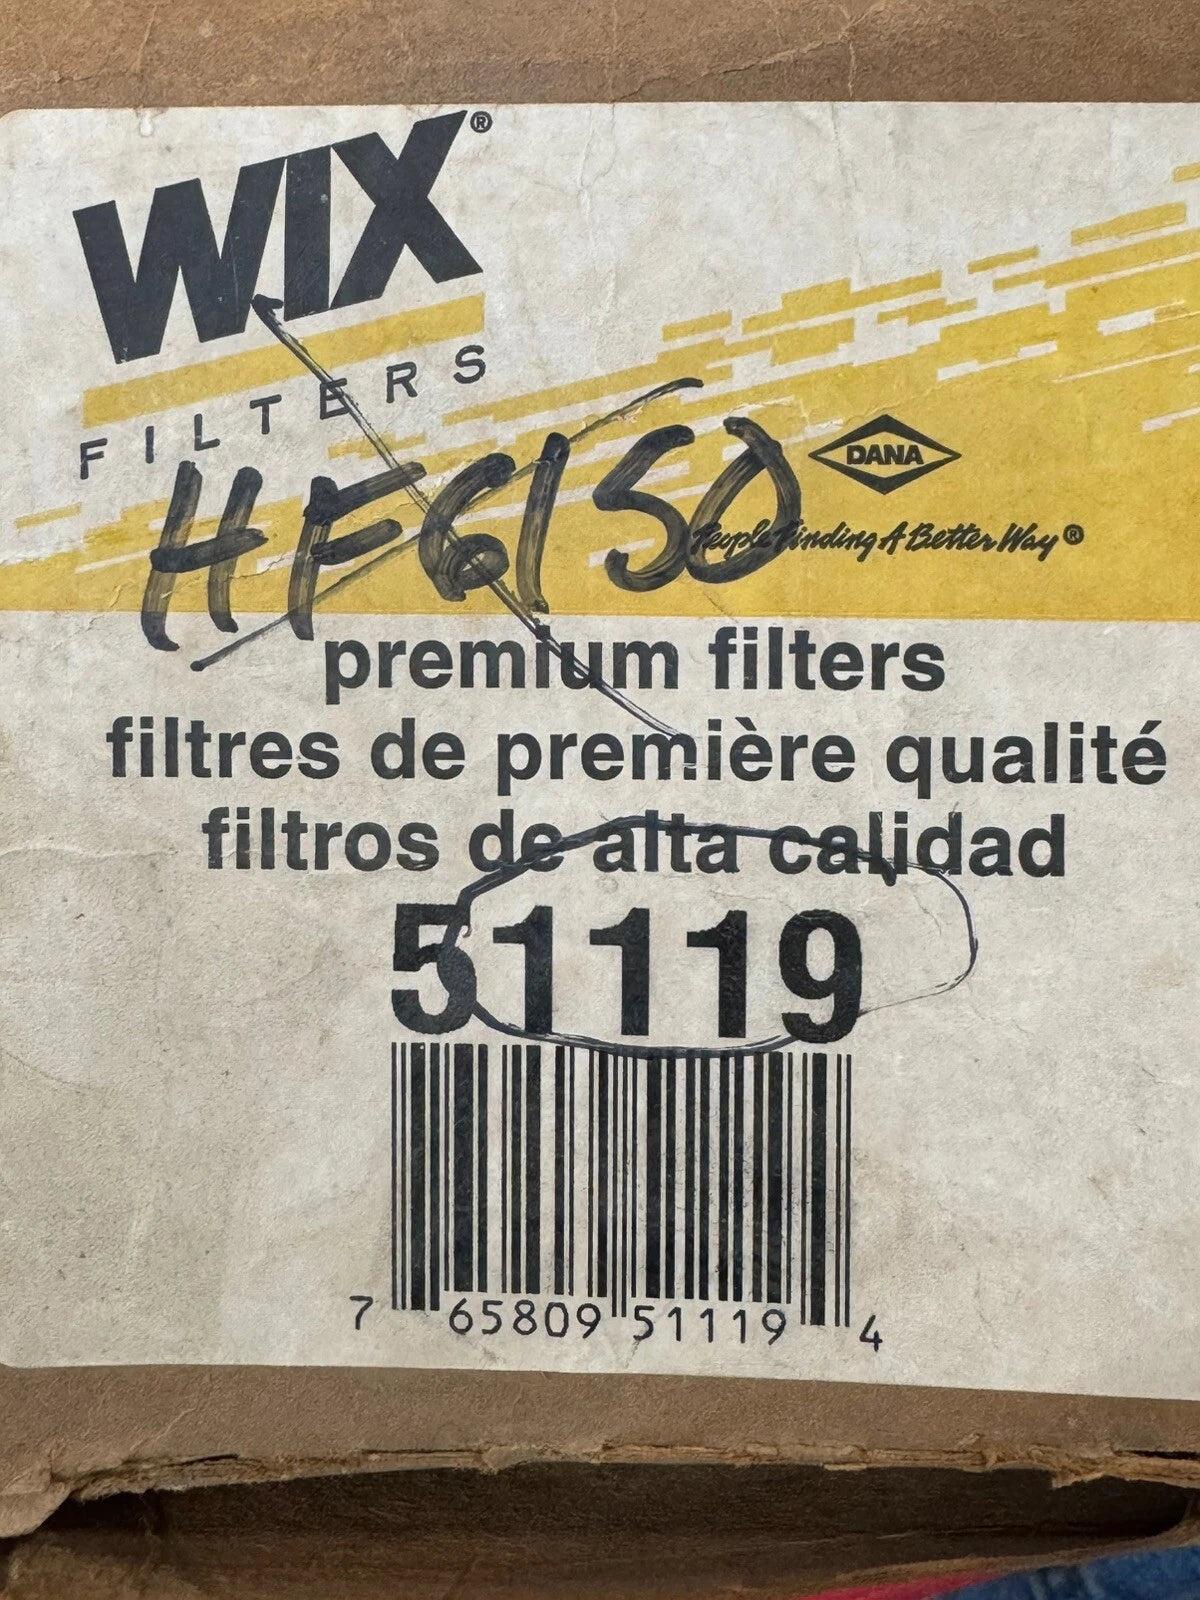 WIX®
FILTERS
HF6150
DANA
People Finding A Better Way®
premium filters
filtres de première qualité
filtros de alta calidad
51119
7 65809 51119 4